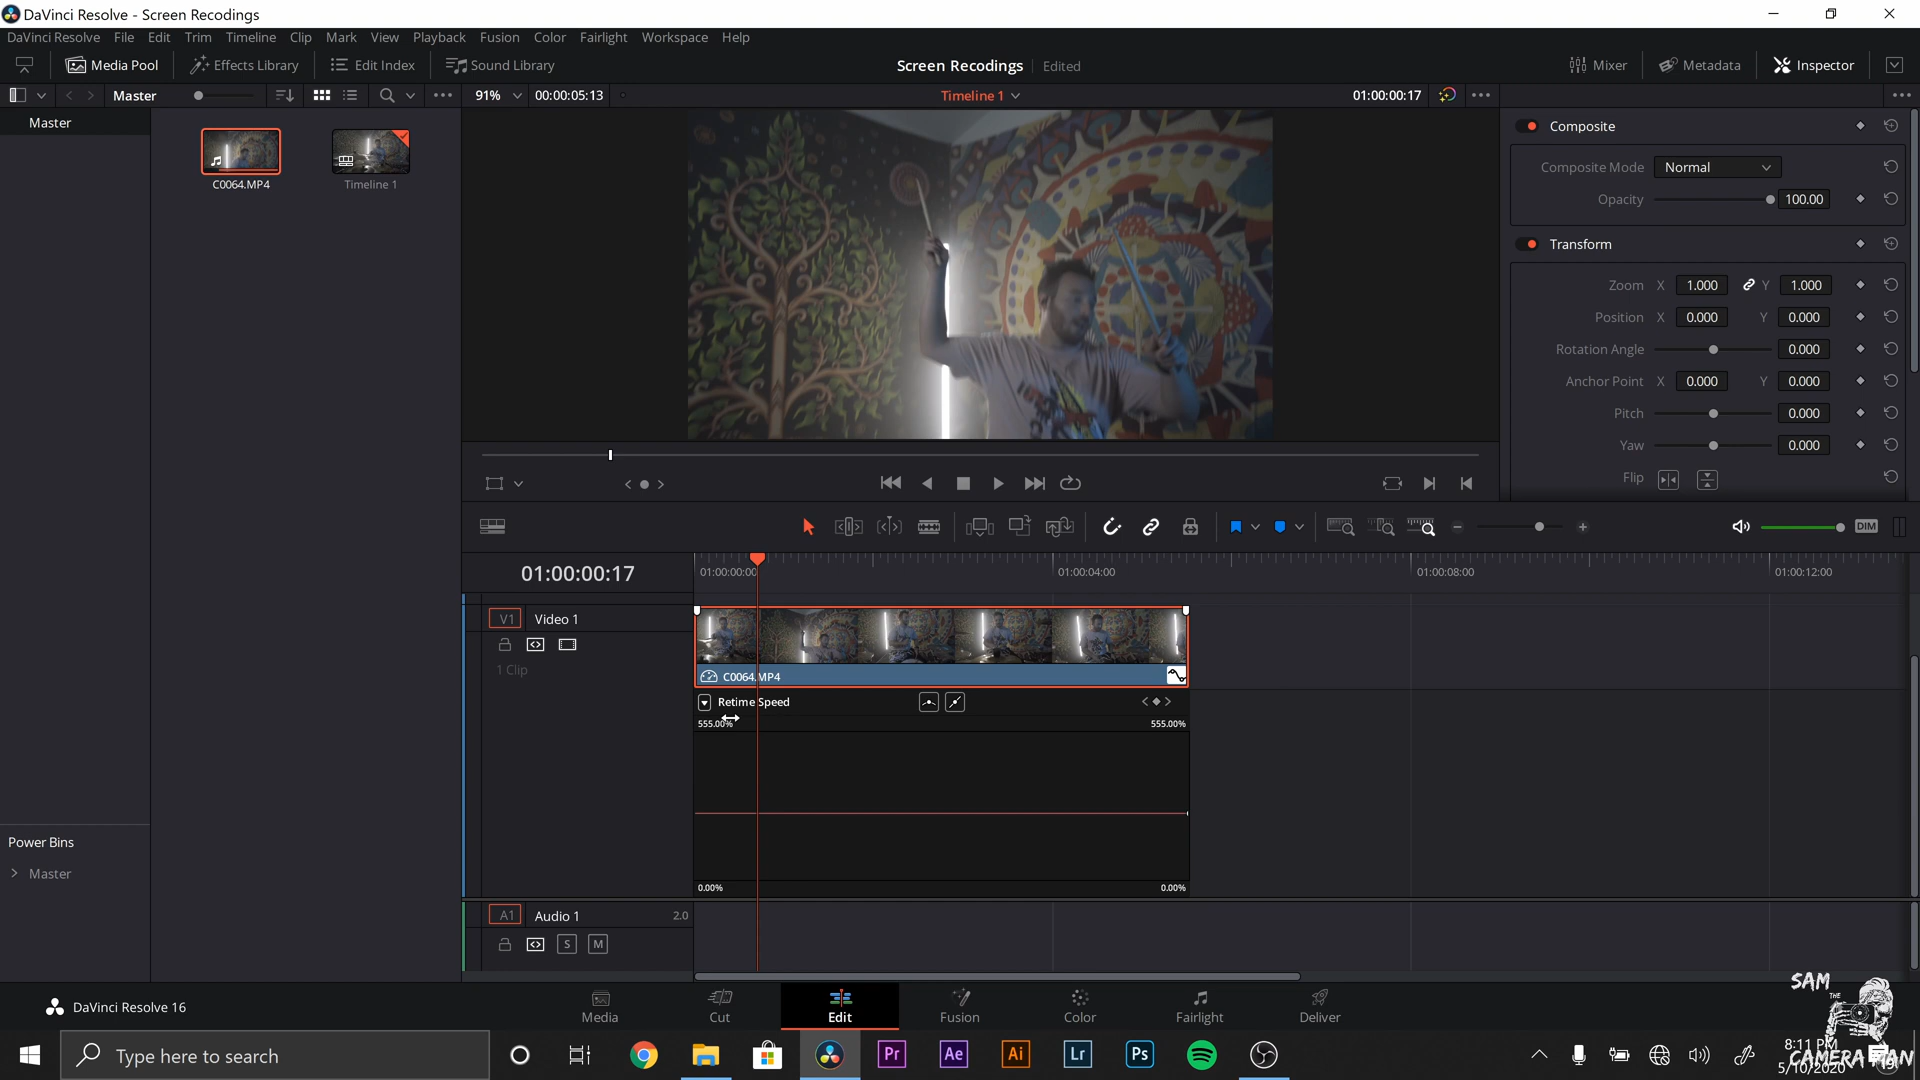 DaVinci Resolve - Screen Recodings
DaVinci Resolve File Edit Trim Timeline Clip Mark View Playback Fusion Color Fairlight Workspace Help
Media Pool Effects Library Edit Index Sound Library Screen Recodings Edited Mixer Metadata Inspector
Master 91% 00:00:05:13 Timeline 1 01:00:00:17
Master
C0064.MP4 Timeline 1
Composite
Composite Mode Normal
Opacity 100.00
Transform
Zoom X 1.000 Y 1.000
Position X 0.000 Y 0.000
Rotation Angle 0.000
Anchor Point X 0.000 Y 0.000
Pitch 0.000
Yaw 0.000
Flip
DIM
01:00:00:17 01:00:00:00 01:00:04:00 01:00:08:00 01:00:12:00
V1 Video 1
1 Clip
C0064.MP4
Retime Speed
555.00% 555.00%
0.00% 0.00%
Power Bins
Master
A1 Audio 1 2.0
S M
DaVinci Resolve 16
Media Cut Edit Fusion Color Fairlight Deliver
SAM
THE
CAMERA MAN
Type here to search
Pr Ae Ai Lr Ps
8:11 PM
5/10/2020